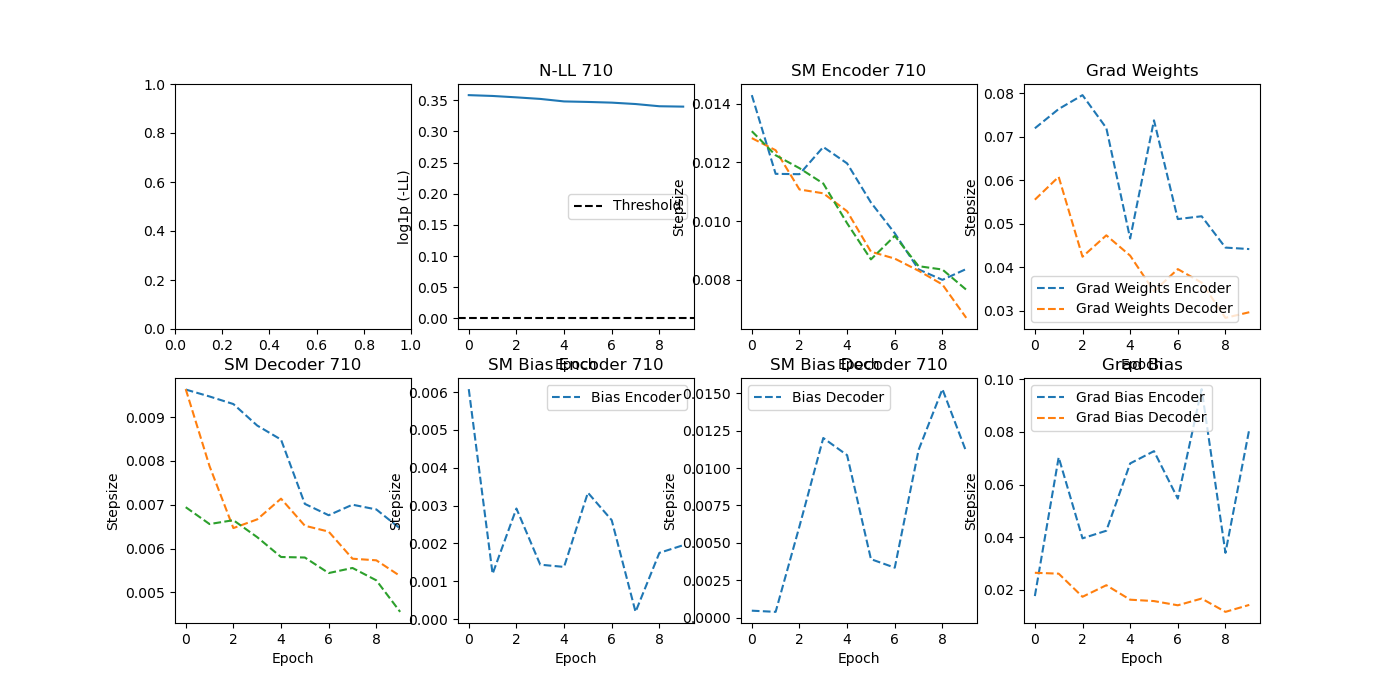 1.0
0.8
0.6
0.4
0.2
0.0
0.0 0.2 0.4 0.6 0.8 1.0
N-LL 710
log1p (-LL)
0.35
0.30
0.25
0.20
0.15
0.10
0.05
0.00
Threshold
0 2 4 6 8
Epoch
SM Encoder 710
Stepsize
0.014
0.012
0.010
0.008
0 2 4 6 8
Epoch
Grad Weights
Stepsize
0.08
0.07
0.06
0.05
0.04
0.03
Grad Weights Encoder
Grad Weights Decoder
0 2 4 6 8
Epoch
SM Decoder 710
Stepsize
0.009
0.008
0.007
0.006
0.005
0 2 4 6 8
Epoch
SM Bias Encoder 710
Stepsize
0.006
0.005
0.004
0.003
0.002
0.001
0.000
Bias Encoder
0 2 4 6 8
Epoch
SM Bias Decoder 710
Stepsize
0.0150
0.0125
0.0100
0.0075
0.0050
0.0025
0.0000
Bias Decoder
0 2 4 6 8
Epoch
Grad Bias
Stepsize
0.10
0.08
0.06
0.04
0.02
Grad Bias Encoder
Grad Bias Decoder
0 2 4 6 8
Epoch